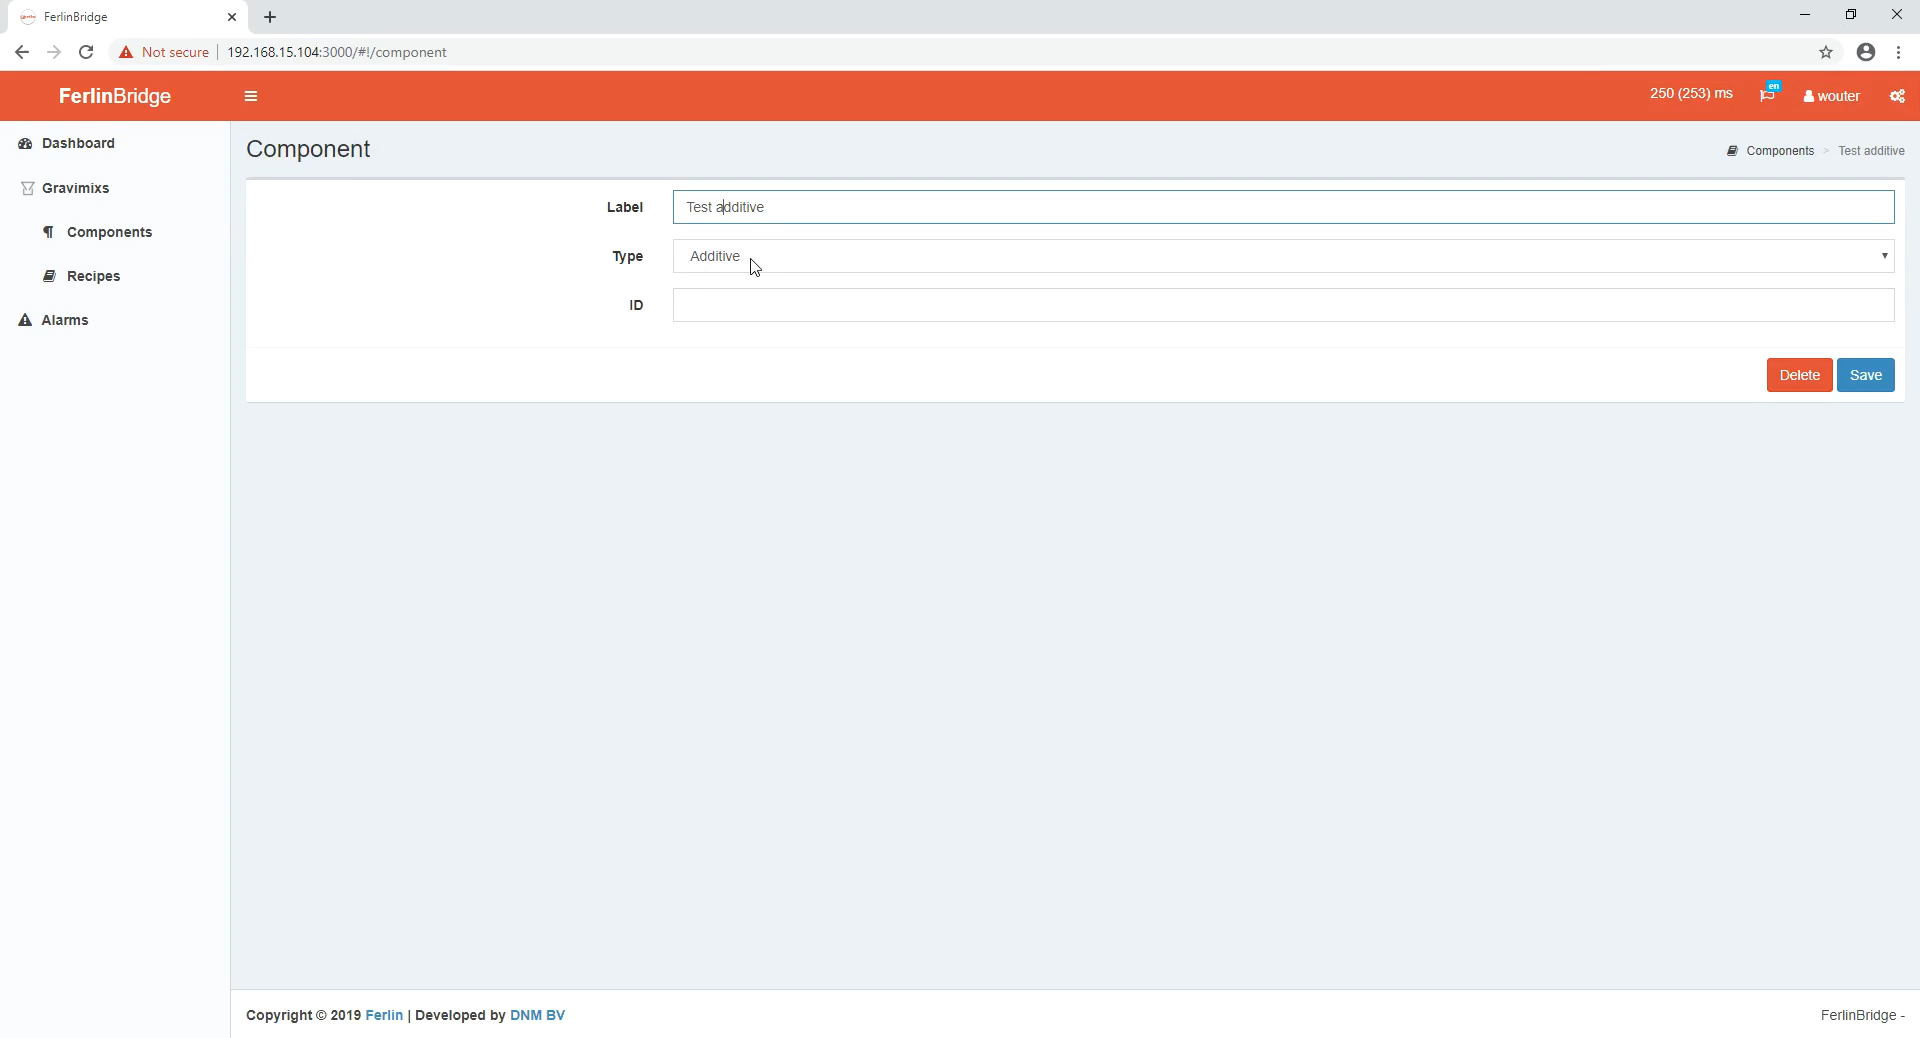 FerlinBridge
Not secure
192.168.15.104:3000/#!/component
FerlinBridge
250 (253) ms
en
wouter
Dashboard
Gravimixs
Components
Recipes
Alarms
Component
Components > Test additive
Label
Test additive
Type
Additive
ID
Delete
Save
Copyright © 2019 Ferlin | Developed by DNM BV
FerlinBridge -